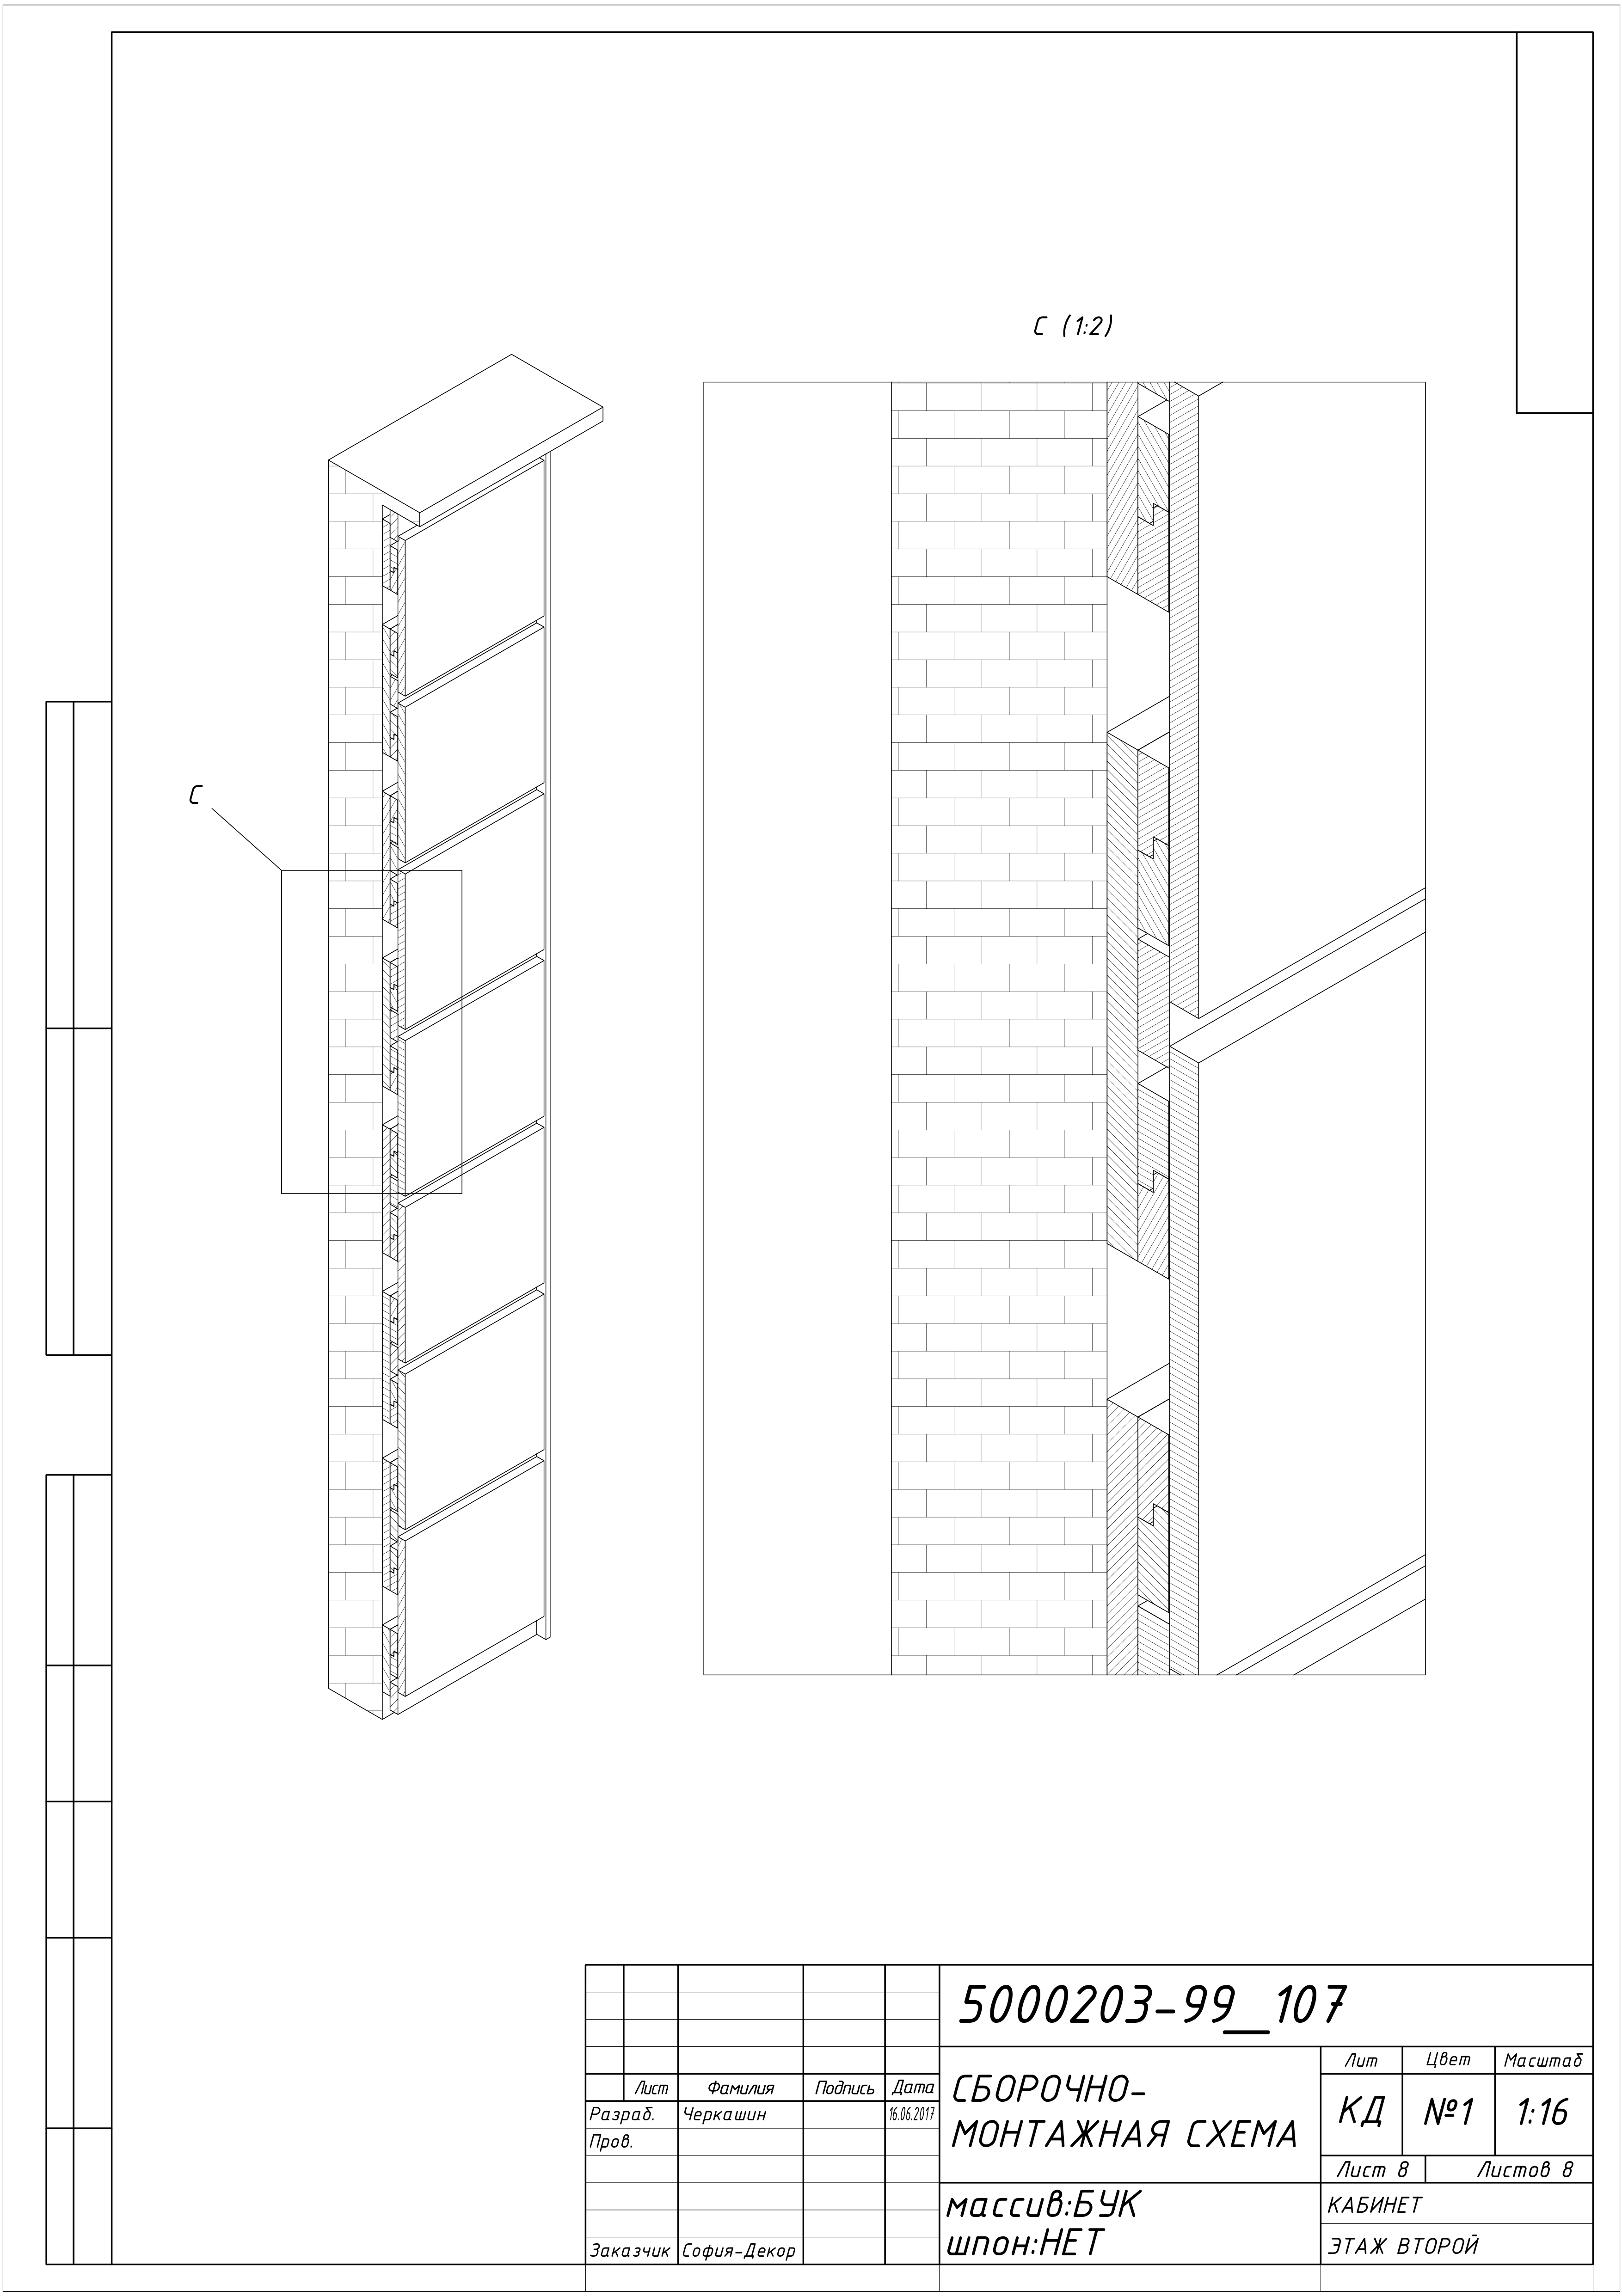 С (1:2)
С
5000203-99__107
Лит Цвет Масштаб
Лист Фамилия Подпись Дата
СБОРОЧНО-
МОНТАЖНАЯ СХЕМА
КД №1 1:16
Разраб. Черкашин 16.06.2017
Пров.
Лист 8 Листов 8
массив:БУК
шпон:НЕТ
КАБИНЕТ
ЭТАЖ ВТОРОЙ
Заказчик София-Декор